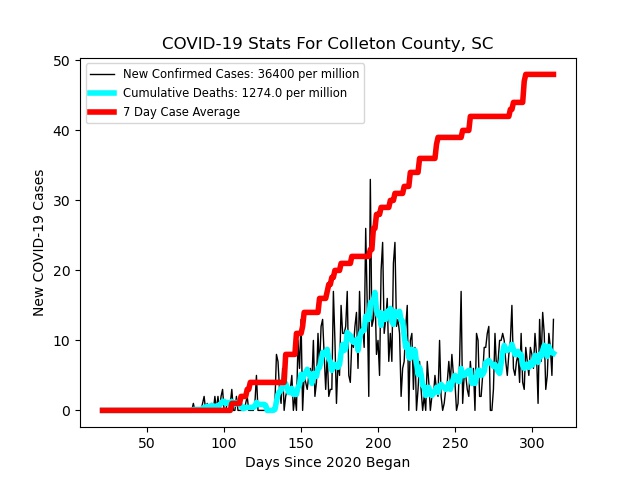 COVID-19 Stats For Colleton County, SC
New Confirmed Cases: 36400 per million
Cumulative Deaths: 1274.0 per million
7 Day Case Average
New COVID-19 Cases
50
40
30
20
10
0
50 100 150 200 250 300
Days Since 2020 Began